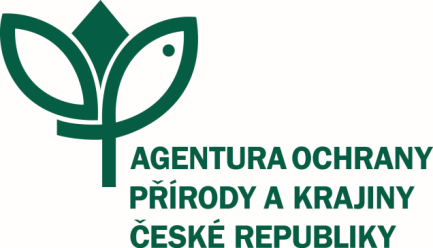 AGENTURA OCHRANY
PŘÍRODY A KRAJINY
ČESKÉ REPUBLIKY